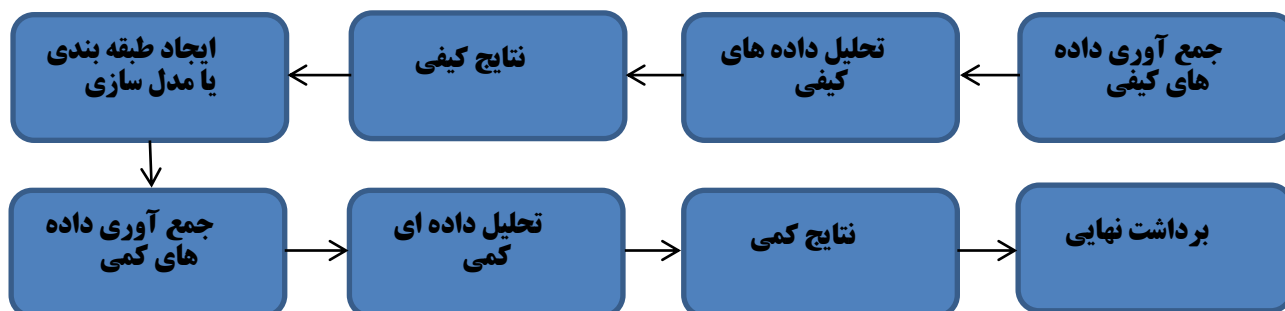 جمع آوری داده
های کیفی
تحلیل داده های
کیفی
نتایج کیفی
ایجاد طبقه بندی
یا مدل سازی
جمع آوری داده
های کمی
تحلیل داده ای
کمی
نتایج کمی
برداشت نهایی